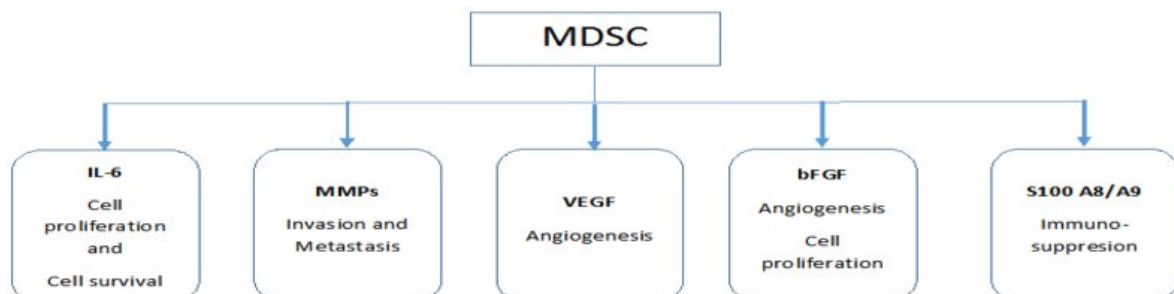 MDSC
IL-6
Cell
proliferation
and
Cell survival
MMPs
Invasion and
Metastasis
VEGF
Angiogenesis
bFGF
Angiogenesis
Cell
proliferation
S100 A8/A9
Immuno-
suppresion